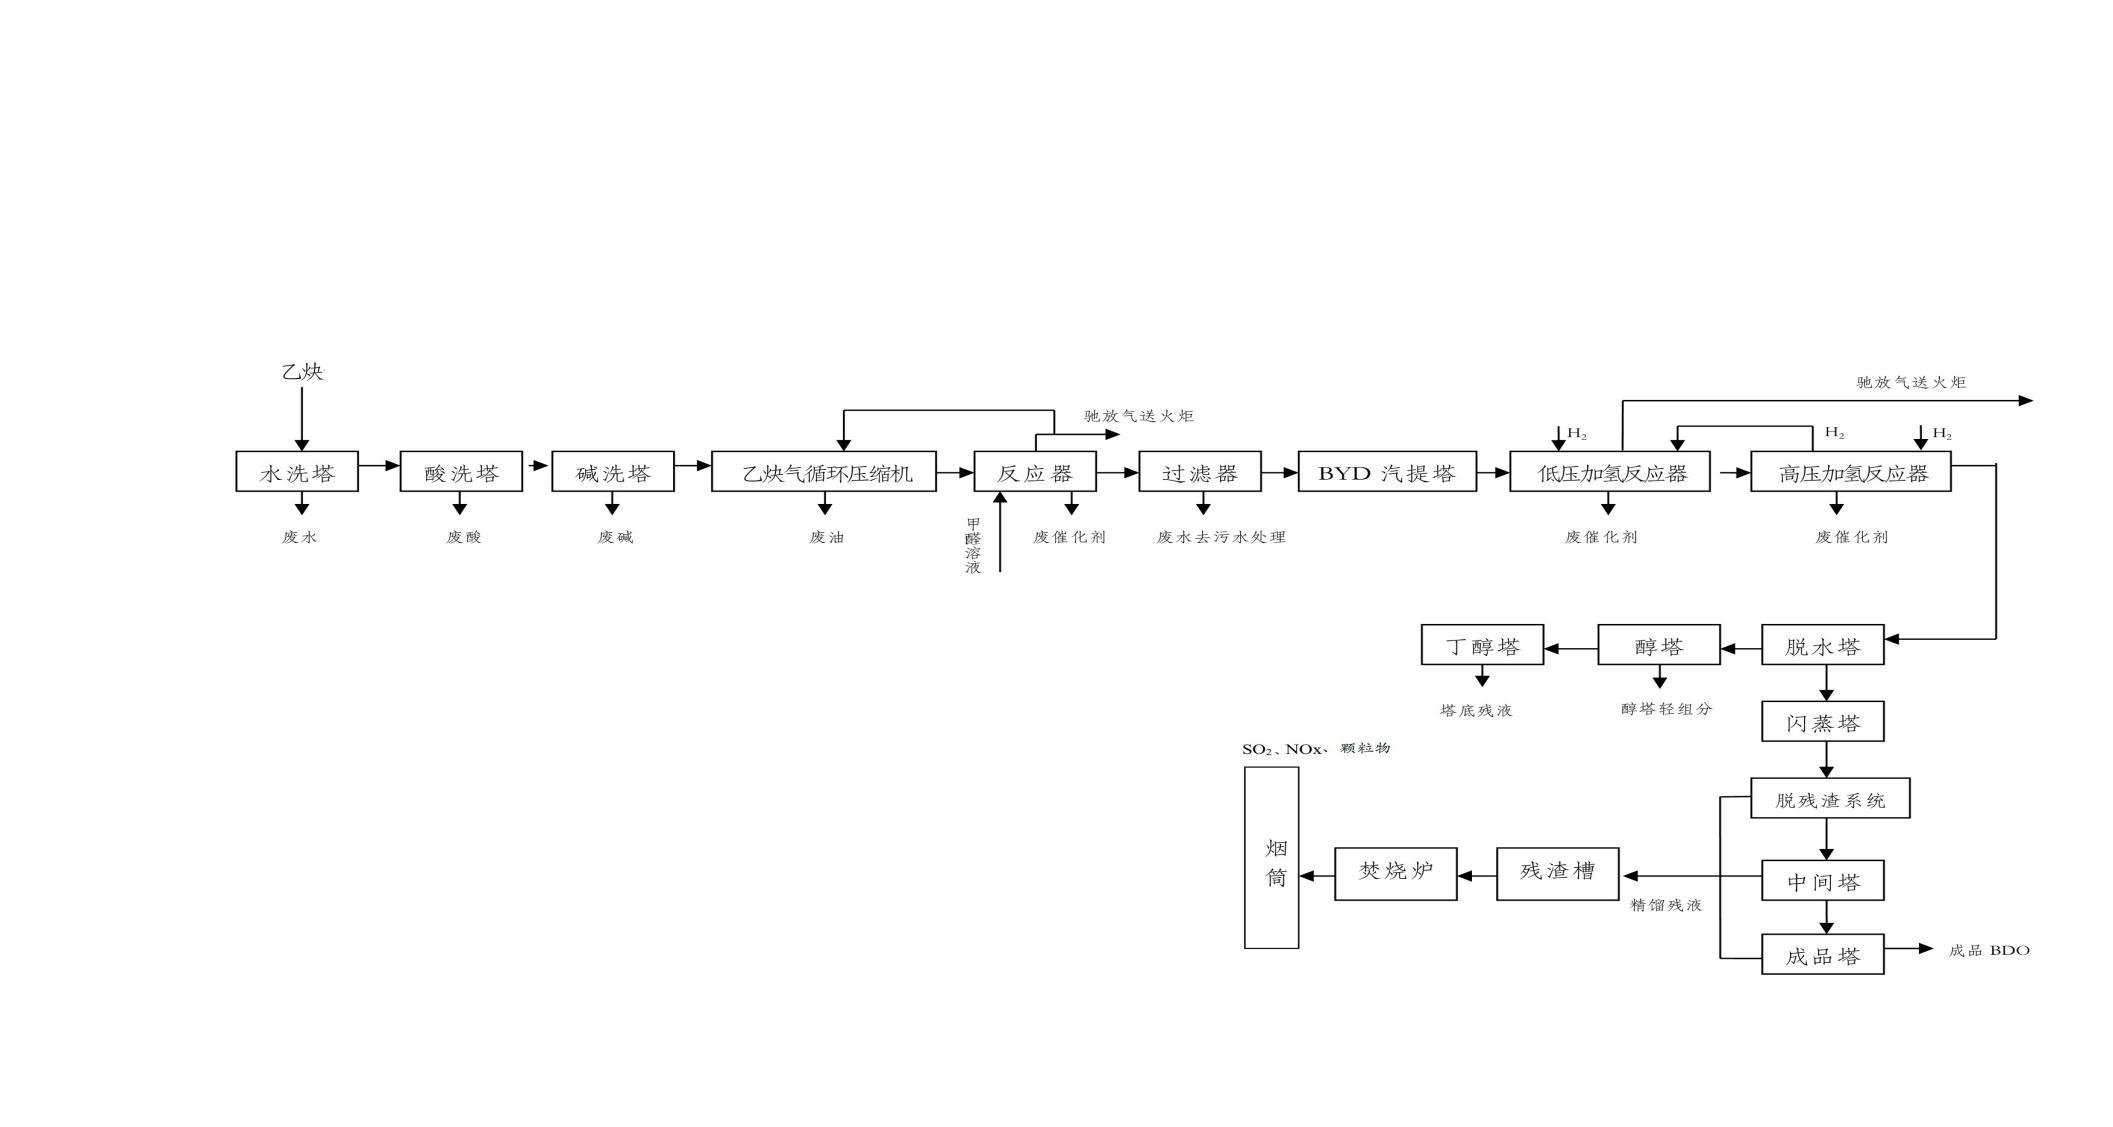 乙炔
驰放气送火炬
驰放气送火炬
H₂
H₂
H₂
水洗塔
酸洗塔
碱洗塔
乙炔气循环压缩机
反应器
过滤器
BYD 汽提塔
低压加氢反应器
高压加氢反应器
废水
废酸
废碱
废油
甲醛溶液
废催化剂
废水去污水处理
废催化剂
废催化剂
丁醇塔
醇塔
脱水塔
塔底残液
醇塔轻组分
闪蒸塔
SO₂、NOx、颗粒物
脱残渣系统
烟筒
焚烧炉
残渣槽
中间塔
精馏残液
成品塔
成品 BDO